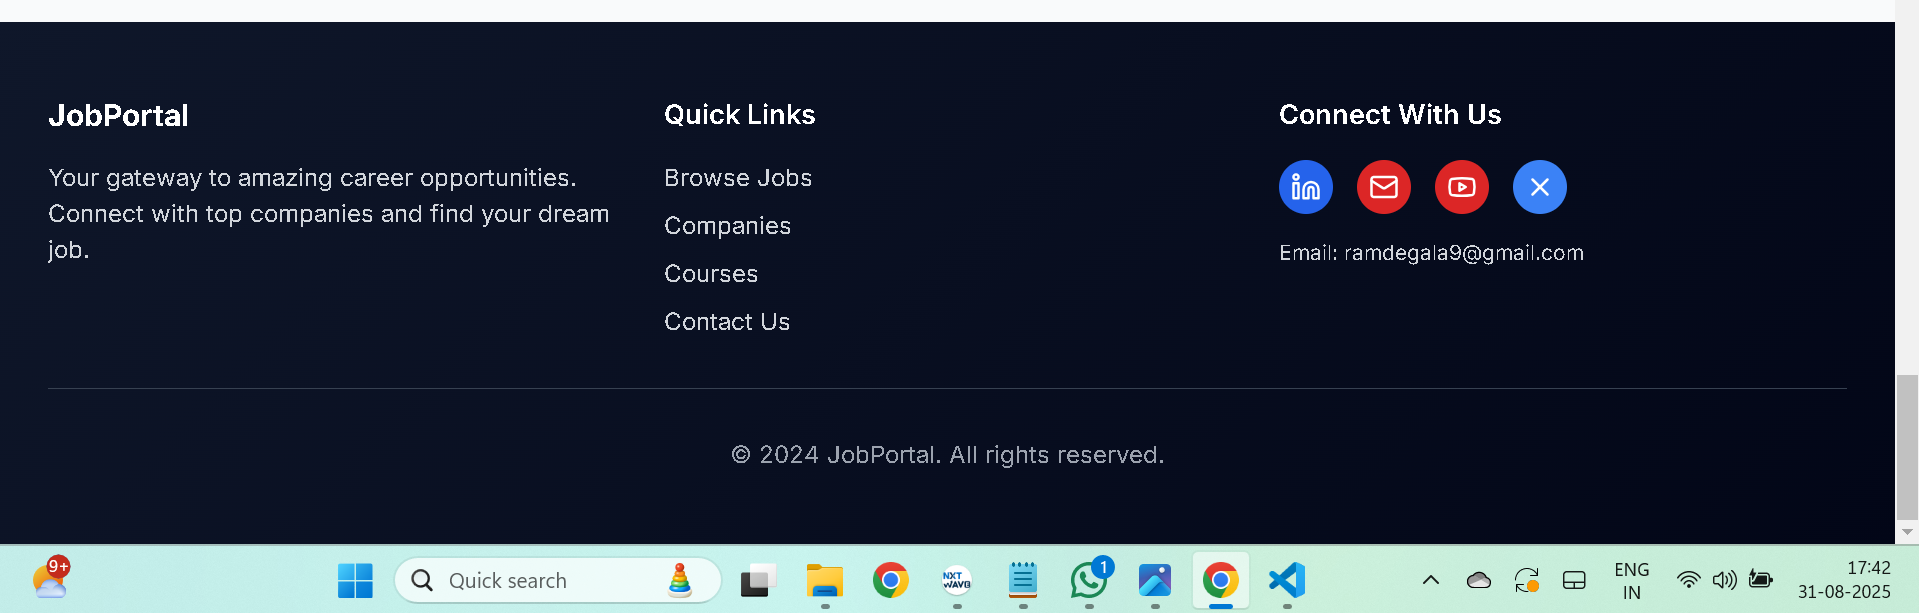 JobPortal
Your gateway to amazing career opportunities.
Connect with top companies and find your dream
job.
Quick Links
Browse Jobs
Companies
Courses
Contact Us
Connect With Us
in
Email: ramdegala9@gmail.com
© 2024 JobPortal. All rights reserved.
9+
Quick search
NXT
WAVE
1
ENG
IN
17:42
31-08-2025